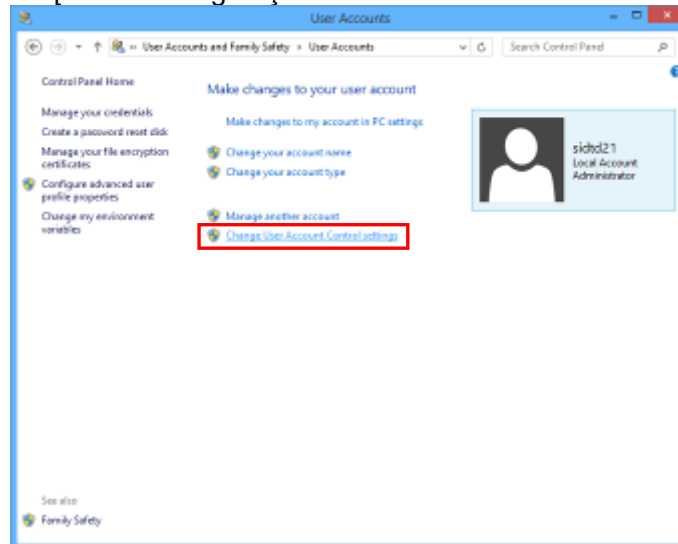 User Accounts
« User Accounts and Family Safety › User Accounts
Search Control Panel
Control Panel Home
Manage your credentials
Create a password reset disk
Manage your file encryption
certificates
Configure advanced user
profile properties
Change my environment
variables
Make changes to your user account
Make changes to my account in PC settings
Change your account name
Change your account type
Manage another account
Change User Account Control settings
sidtd21
Local Account
Administrator
See also
Family Safety